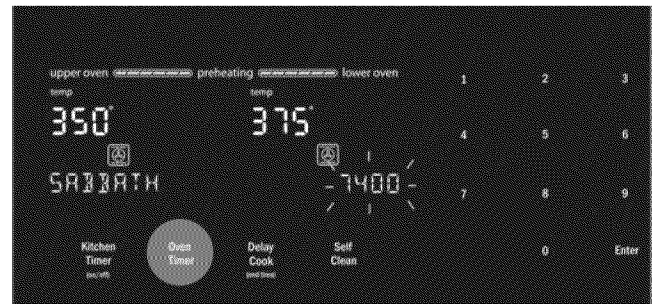 upper oven preheating lower oven
temp temp
350° 375°
SABBATH 7400
Kitchen Timer (on/off)
Oven Timer
Delay Cook (end time)
Self Clean
1 2 3
4 5 6
7 8 9
0 Enter